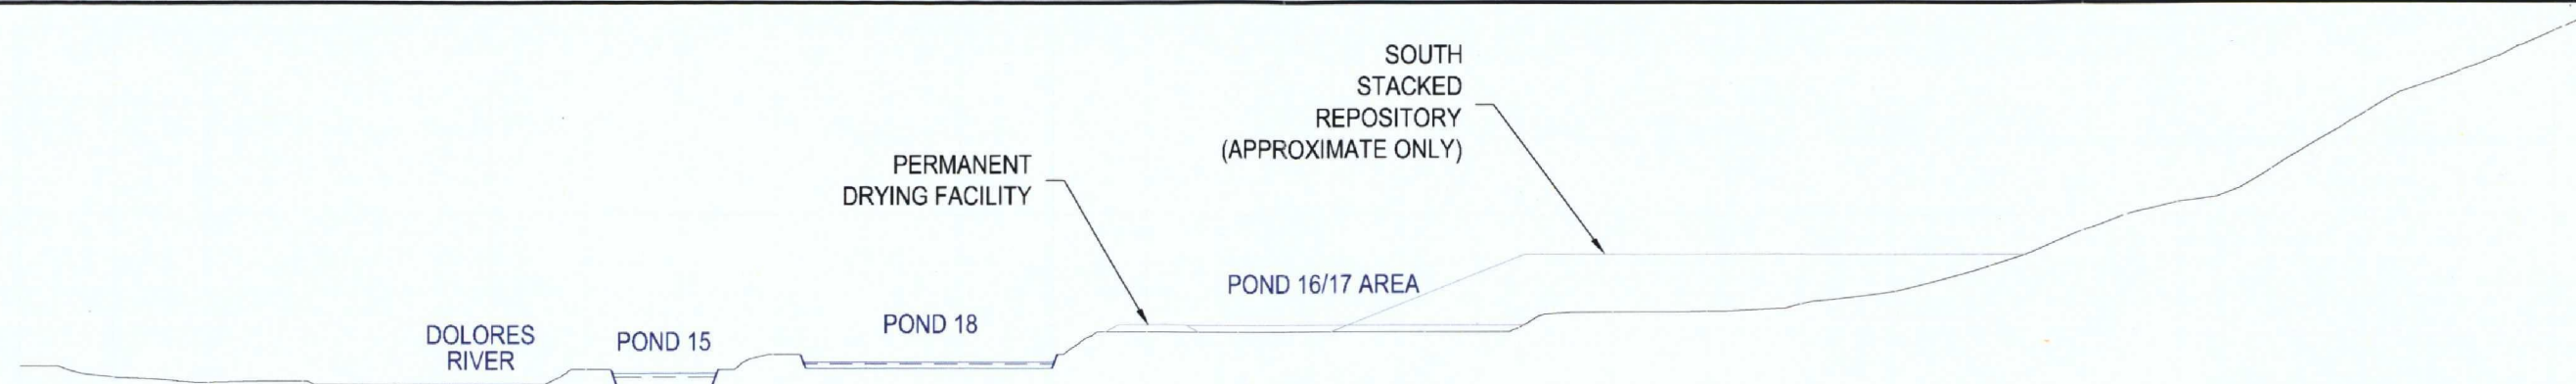 SOUTH
STACKED
REPOSITORY
(APPROXIMATE ONLY)
PERMANENT
DRYING FACILITY
POND 16/17 AREA
DOLORES
RIVER
POND 15
POND 18